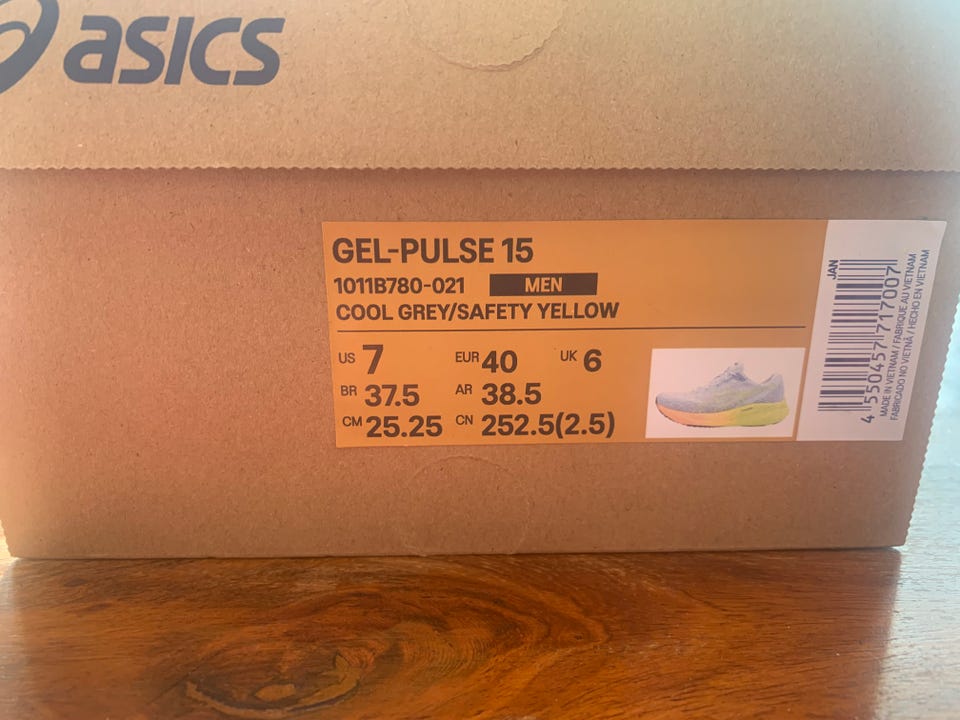 asics
GEL-PULSE 15
1011B780-021 MEN
COOL GREY/SAFETY YELLOW
US 7 EUR 40 UK 6
BR 37.5 AR 38.5
CM 25.25 CN 252.5(2.5)
JAN
4 550457 717007
MADE IN VIETNAM / FABRIQUÉ AU VIETNAM
FABRICADO NO VIETNÃ / HECHO EN VIETNAM